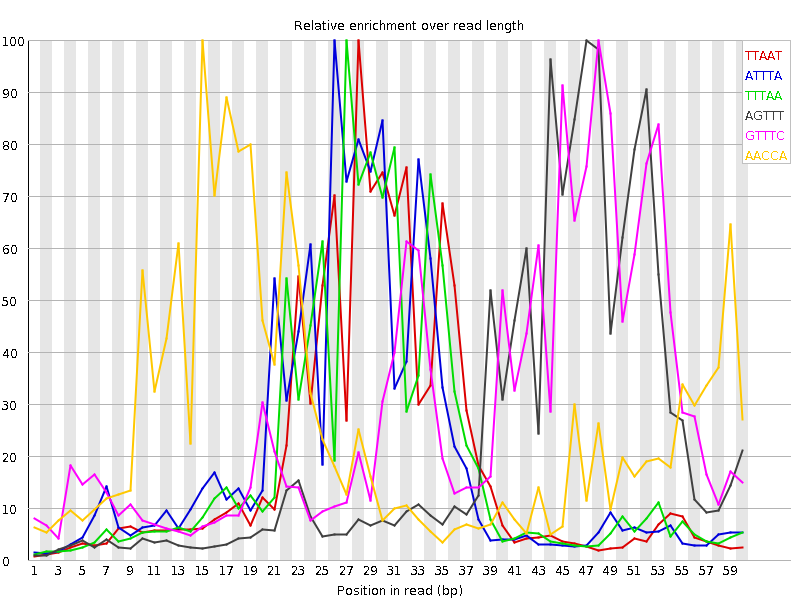 Relative enrichment over read length
100
90
80
70
60
50
40
30
20
10
0
TTAAT
ATTTA
TTTAA
AGTTT
GTTTC
AACCA
1 3 5 7 9 11 13 15 17 19 21 23 25 27 29 31 33 35 37 39 41 43 45 47 49 51 53 55 57 59
Position in read (bp)